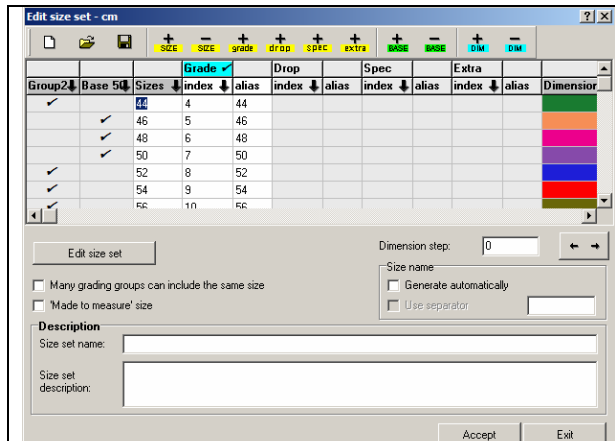 Edit size set - cm
SIZE SIZE grade drop spec extra BASE BASE DIM DIM
Grade Drop Spec Extra
Group2 Base 50 Sizes index alias index alias index alias index alias Dimension
44 4 44
46 5 46
48 6 48
50 7 50
52 8 52
54 9 54
56 10 56
Edit size set
Dimension step: 0
Many grading groups can include the same size
'Made to measure' size
Size name
Generate automatically
Use separator
Description
Size set name:
Size set
description:
Accept Exit